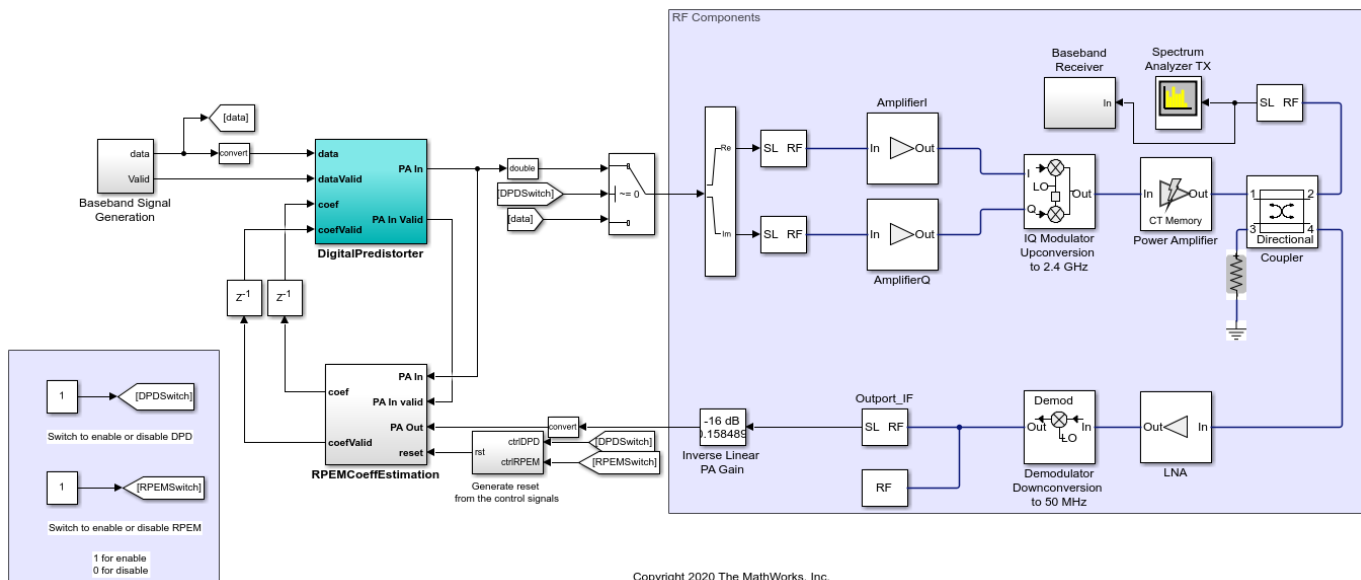 RF Components
Baseband
Receiver
In
Spectrum
Analyzer TX
SL RF
[data]
data
Valid
Baseband Signal
Generation
convert
data
dataValid
coef
coefValid
PA In
PA In Valid
DigitalPredistorter
double
[DPDSwitch]
[data]
~= 0
Re
Im
SL RF
SL RF
AmplifierI
In Out
In Out
AmplifierQ
I
LO
Q
Out
IQ Modulator
Upconversion
to 2.4 GHz
In Out
CT Memory
Power Amplifier
1 2
3 4
Directional
Coupler
Z-1
Z-1
1
[DPDSwitch]
Switch to enable or disable DPD
1
[RPEMSwitch]
Switch to enable or disable RPEM
1 for enable
0 for disable
coef
coefValid
PA In
PA In valid
PA Out
reset
RPEMCoeffEstimation
rst
ctrlDPD
ctrlRPEM
Generate reset
from the control signals
convert
[DPDSwitch]
[RPEMSwitch]
-16 dB
0.158489
Inverse Linear
PA Gain
Outport_IF
SL RF
RF
Demod
Out In
LO
Demodulator
Downconversion
to 50 MHz
Out In
LNA
Copyright 2020 The MathWorks, Inc.